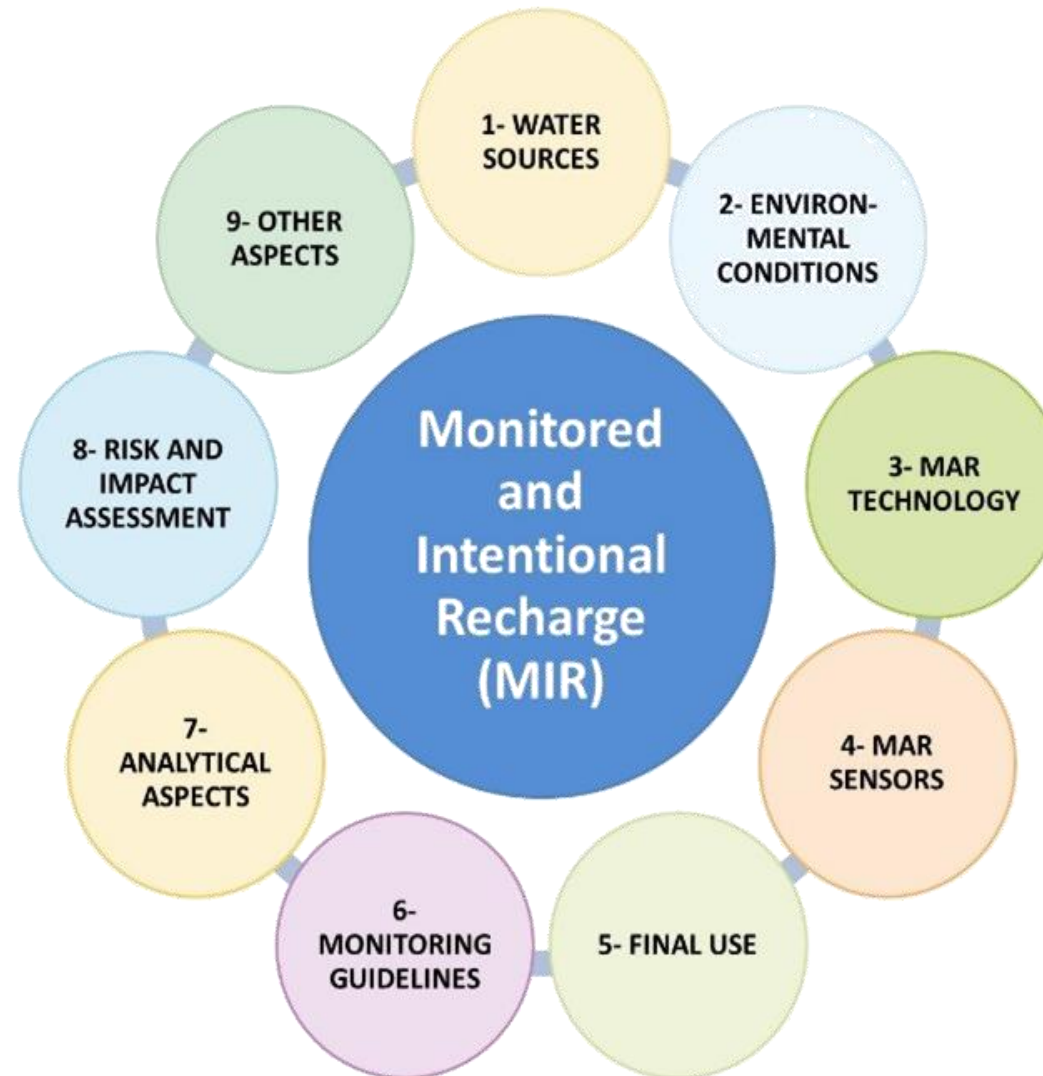 1- WATER
SOURCES
2- ENVIRON-
MENTAL
CONDITIONS
3- MAR
TECHNOLOGY
4- MAR
SENSORS
5- FINAL USE
6-
MONITORING
GUIDELINES
7-
ANALYTICAL
ASPECTS
8- RISK AND
IMPACT
ASSESSMENT
9- OTHER
ASPECTS
Monitored
and
Intentional
Recharge
(MIR)